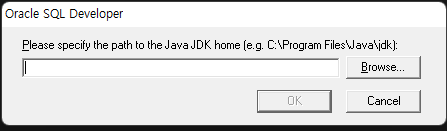 Oracle SQL Developer
Please specify the path to the Java JDK home (e.g. C:\Program Files\Java\jdk):
Browse...
OK
Cancel